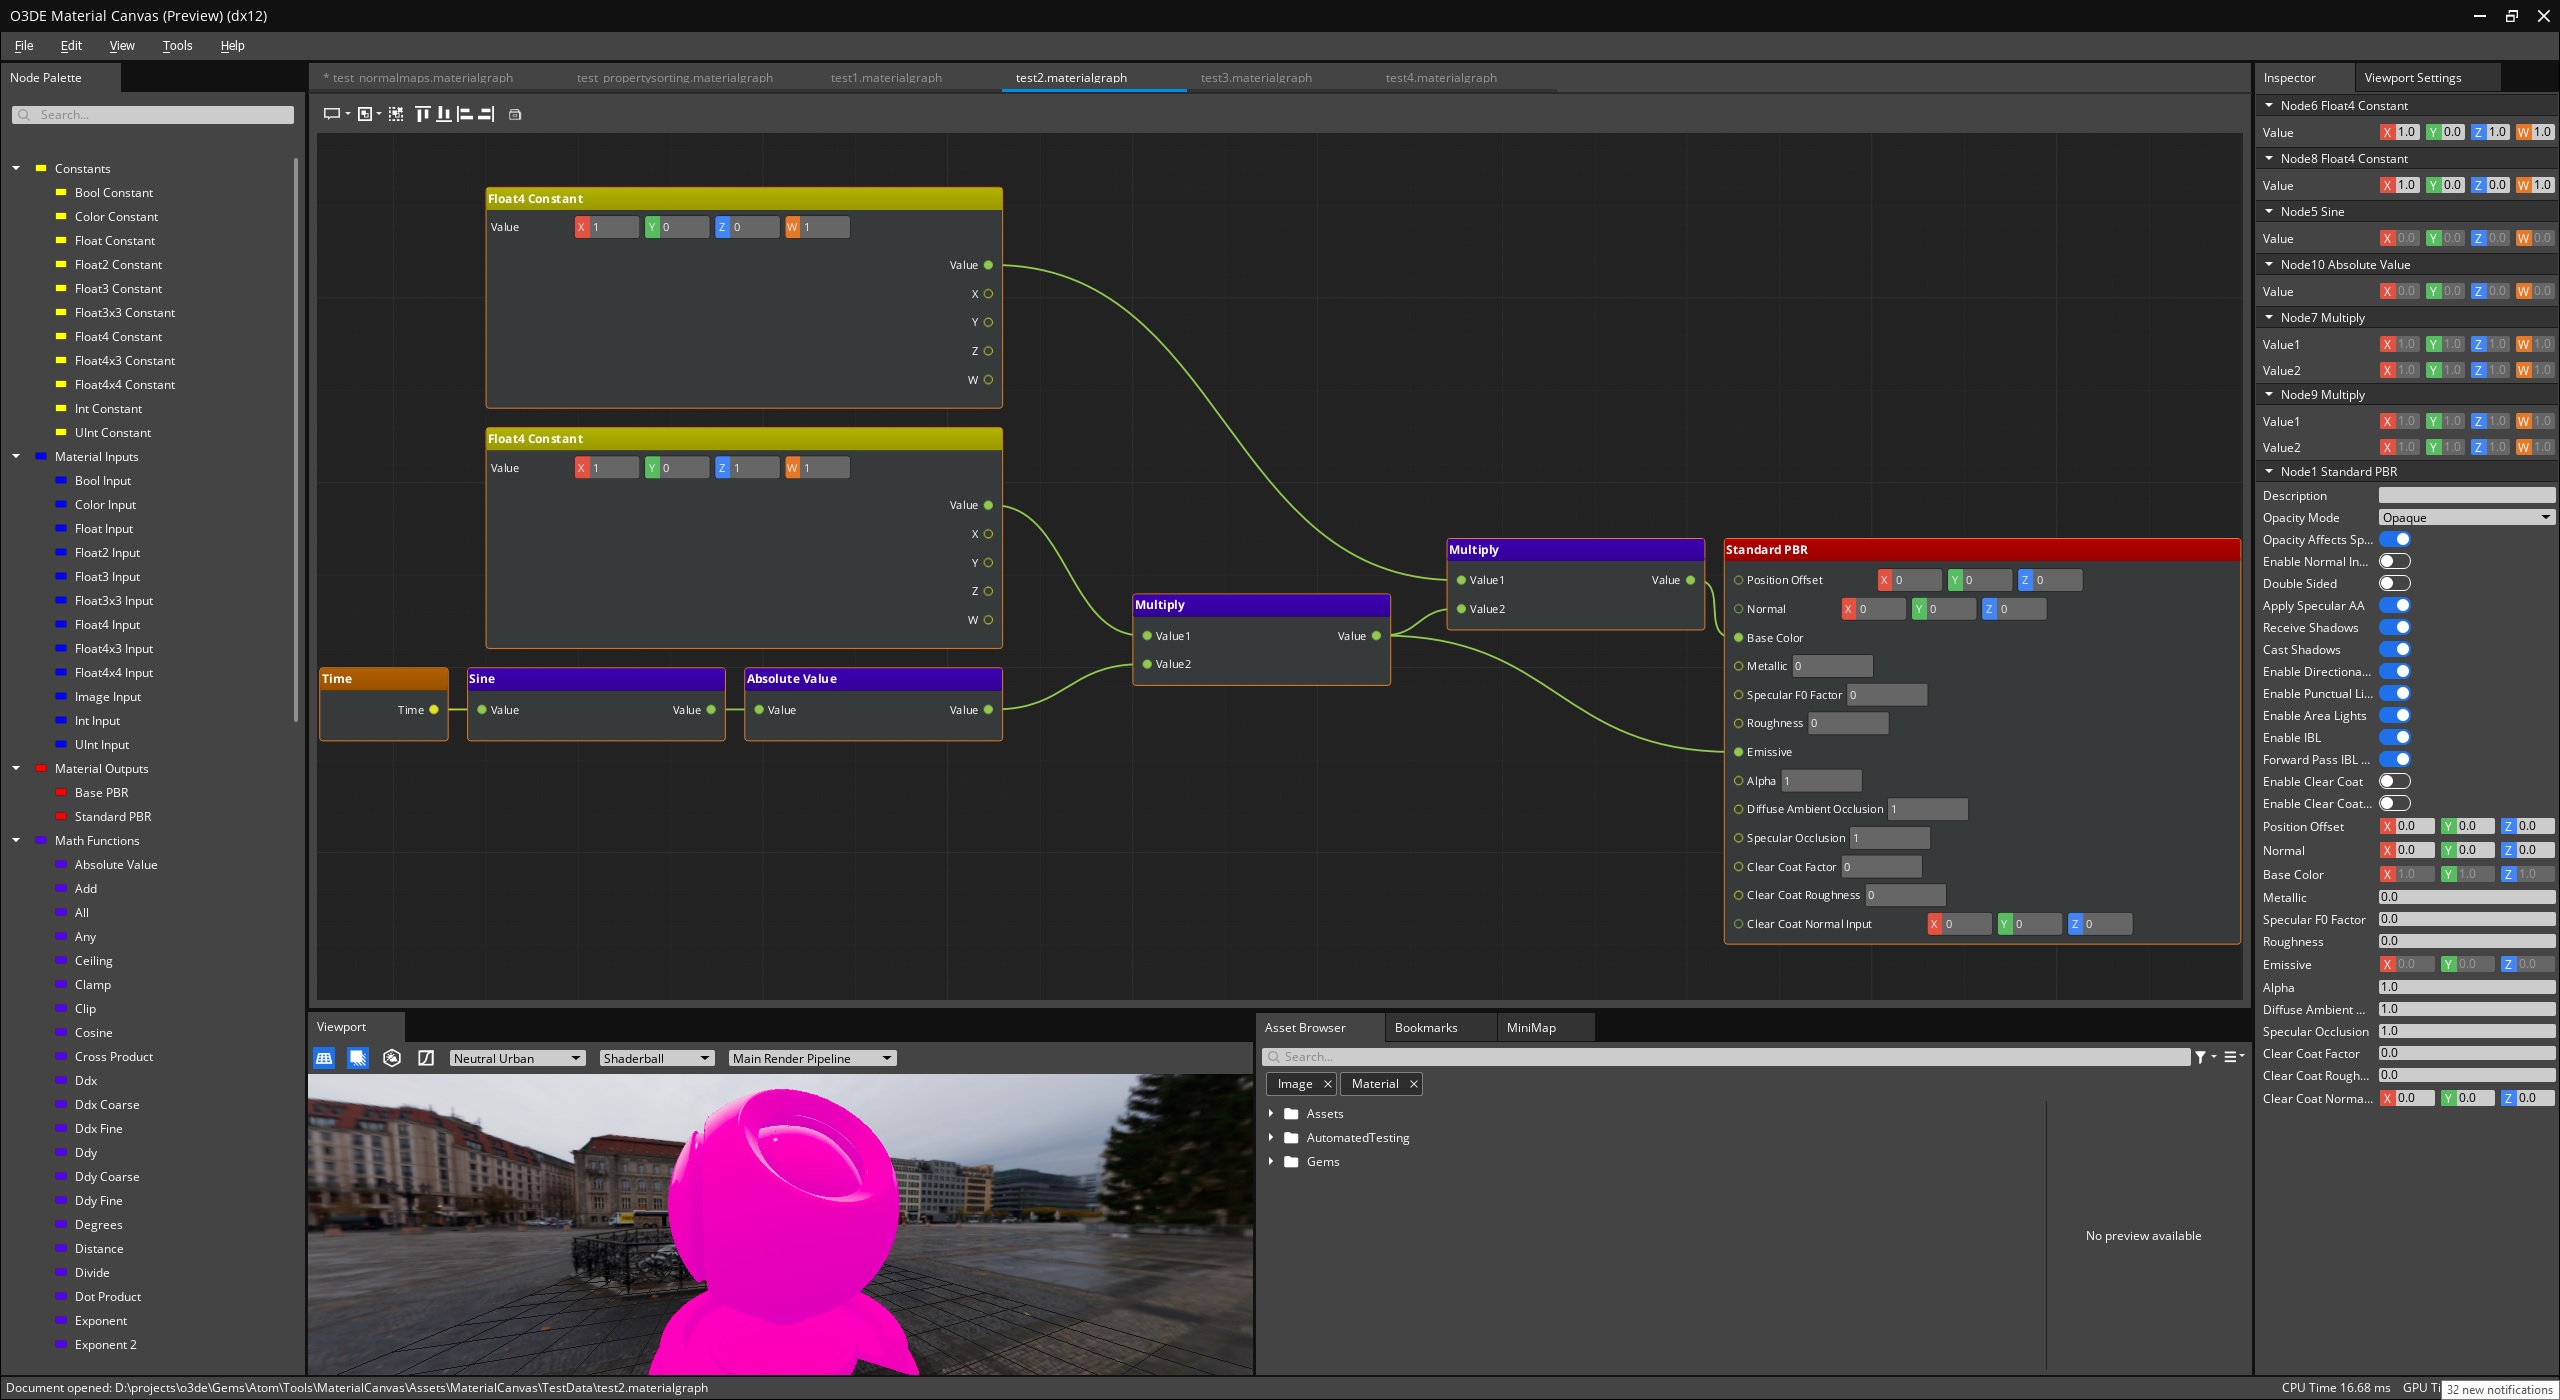 O3DE Material Canvas (Preview) (dx12)
File Edit View Tools Help
Node Palette
Search...
Constants
Bool Constant
Color Constant
Float Constant
Float2 Constant
Float3 Constant
Float3x3 Constant
Float4 Constant
Float4x3 Constant
Float4x4 Constant
Int Constant
UInt Constant
Material Inputs
Bool Input
Color Input
Float Input
Float2 Input
Float3 Input
Float3x3 Input
Float4 Input
Float4x3 Input
Float4x4 Input
Image Input
Int Input
UInt Input
Material Outputs
Base PBR
Standard PBR
Math Functions
Absolute Value
Add
All
Any
Ceiling
Clamp
Clip
Cosine
Cross Product
Ddx
Ddx Coarse
Ddx Fine
Ddy
Ddy Coarse
Ddy Fine
Degrees
Distance
Divide
Dot Product
Exponent
Exponent 2
* test_normalmaps.materialgraph test_propertysorting.materialgraph test1.materialgraph test2.materialgraph test3.materialgraph test4.materialgraph
Float4 Constant
Value X 1 Y 0 Z 0 W 1
Value
X
Y
Z
W
Float4 Constant
Value X 1 Y 0 Z 1 W 1
Value
X
Y
Z
W
Time
Time
Sine
Value Value
Absolute Value
Value Value
Multiply
Value1 Value
Value2
Multiply
Value1 Value
Value2
Standard PBR
Position Offset X 0 Y 0 Z 0
Normal X 0 Y 0 Z 0
Base Color
Metallic 0
Specular F0 Factor 0
Roughness 0
Emissive
Alpha 1
Diffuse Ambient Occlusion 1
Specular Occlusion 1
Clear Coat Factor 0
Clear Coat Roughness 0
Clear Coat Normal Input X 0 Y 0 Z 0
Viewport
Neutral Urban Shaderball Main Render Pipeline
Asset Browser Bookmarks MiniMap
Search...
Image Material
Assets
AutomatedTesting
Gems
No preview available
Inspector Viewport Settings
Node6 Float4 Constant
Value X 1.0 Y 0.0 Z 1.0 W 1.0
Node8 Float4 Constant
Value X 1.0 Y 0.0 Z 0.0 W 1.0
Node5 Sine
Value X 0.0 Y 0.0 Z 0.0 W 0.0
Node10 Absolute Value
Value X 0.0 Y 0.0 Z 0.0 W 0.0
Node7 Multiply
Value1 X 1.0 Y 1.0 Z 1.0 W 1.0
Value2 X 1.0 Y 1.0 Z 1.0 W 1.0
Node9 Multiply
Value1 X 1.0 Y 1.0 Z 1.0 W 1.0
Value2 X 1.0 Y 1.0 Z 1.0 W 1.0
Node1 Standard PBR
Description
Opacity Mode Opaque
Opacity Affects Sp...
Enable Normal In...
Double Sided
Apply Specular AA
Receive Shadows
Cast Shadows
Enable Directiona...
Enable Punctual Li...
Enable Area Lights
Enable IBL
Forward Pass IBL ...
Enable Clear Coat
Enable Clear Coat...
Position Offset X 0.0 Y 0.0 Z 0.0
Normal X 0.0 Y 0.0 Z 0.0
Base Color X 1.0 Y 1.0 Z 1.0
Metallic 0.0
Specular F0 Factor 0.0
Roughness 0.0
Emissive X 0.0 Y 0.0 Z 0.0
Alpha 1.0
Diffuse Ambient ... 1.0
Specular Occlusion 1.0
Clear Coat Factor 0.0
Clear Coat Rough... 0.0
Clear Coat Norma... X 0.0 Y 0.0 Z 0.0
Document opened: D:\projects\o3de\Gems\Atom\Tools\MaterialCanvas\Assets\MaterialCanvas\TestData\test2.materialgraph
CPU Time 16.68 ms GPU Ti
32 new notifications